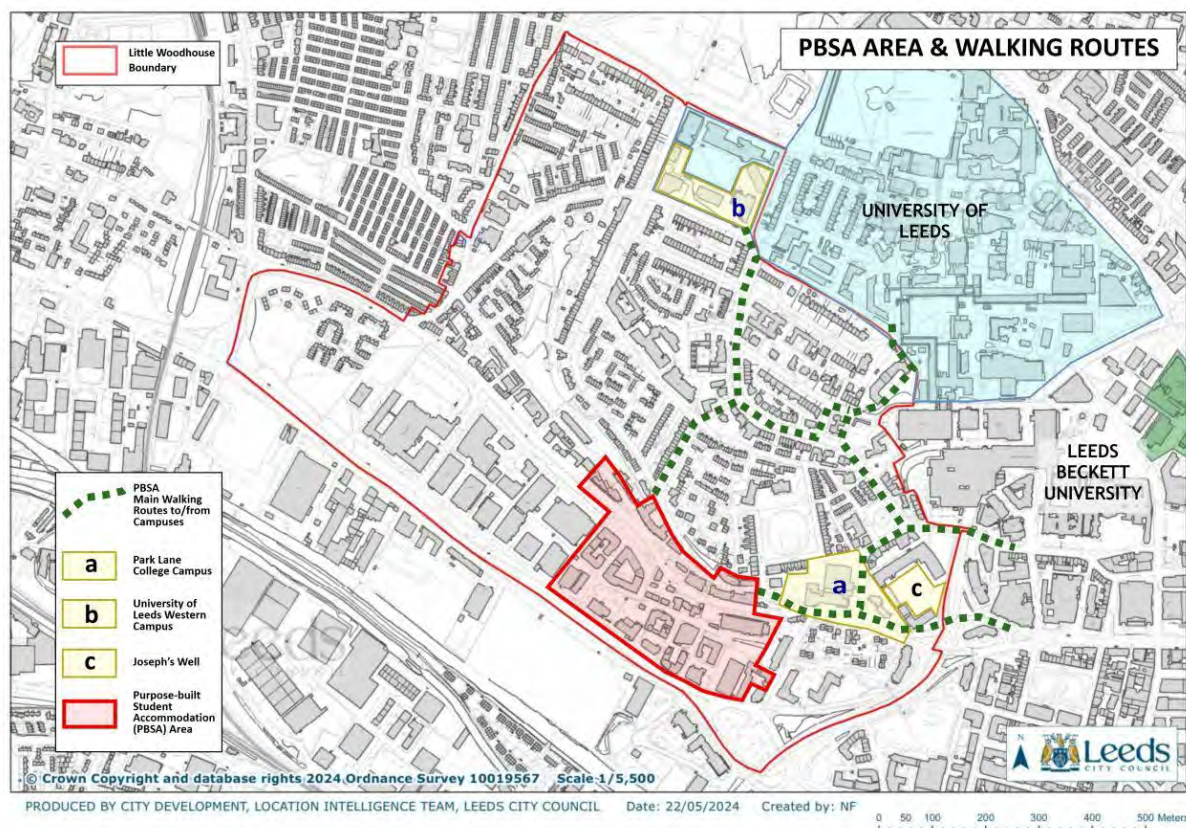 PBSA AREA & WALKING ROUTES
Little Woodhouse
Boundary
b
UNIVERSITY OF
LEEDS
LEEDS
BECKETT
UNIVERSITY
a
c
PBSA
Main Walking
Routes to/from
Campuses
a
Park Lane
College Campus
b
University of
Leeds Western
Campus
c
Joseph's Well
Purpose-built
Student
Accommodation
(PBSA) Area
N
Leeds
CITY COUNCIL
© Crown Copyright and database rights 2024 Ordnance Survey 10019567 Scale 1/5,500
PRODUCED BY CITY DEVELOPMENT, LOCATION INTELLIGENCE TEAM, LEEDS CITY COUNCIL Date: 22/05/2024 Created by: NF
0 50 100 200 300 400 500 Meters